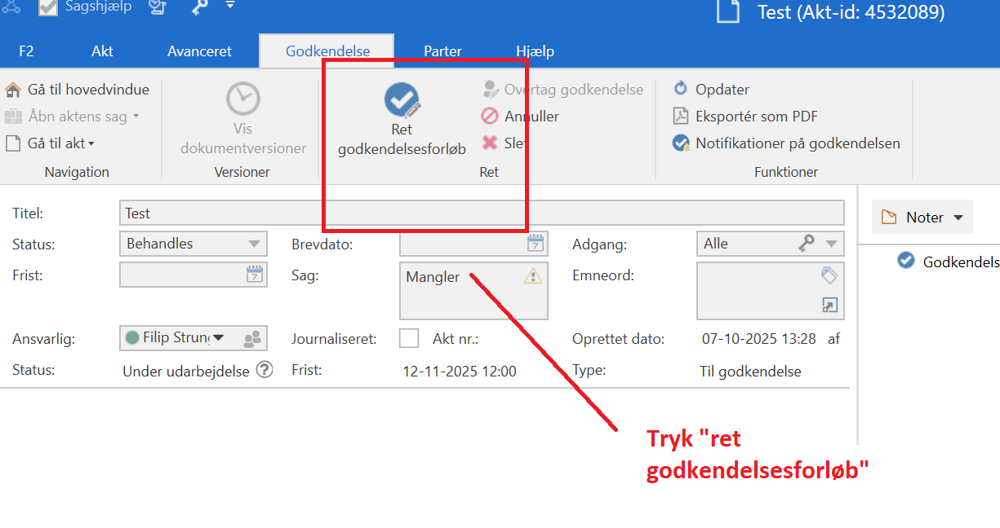 Sagshjælp
Test (Akt-id: 4532089)
F2 Akt Avanceret Godkendelse Parter Hjælp
Gå til hovedvindue
Åbn aktens sag
Gå til akt
Navigation
Vis
dokumentversioner
Versioner
Ret
godkendelsesforløb
Overtag godkendelse
Annuller
Slet
Ret
Opdater
Eksportér som PDF
Notifikationer på godkendelsen
Funktioner
Titel: Test
Status: Behandles Brevdato: 7 Adgang: Alle
Frist: 7 Sag: Mangler Emneord:
Ansvarlig: Filip Strung Journaliseret: Akt nr.: Oprettet dato: 07-10-2025 13:28 af
Status: Under udarbejdelse ? Frist: 12-11-2025 12:00 Type: Til godkendelse
Noter
Godkendels
Tryk "ret
godkendelsesforløb"